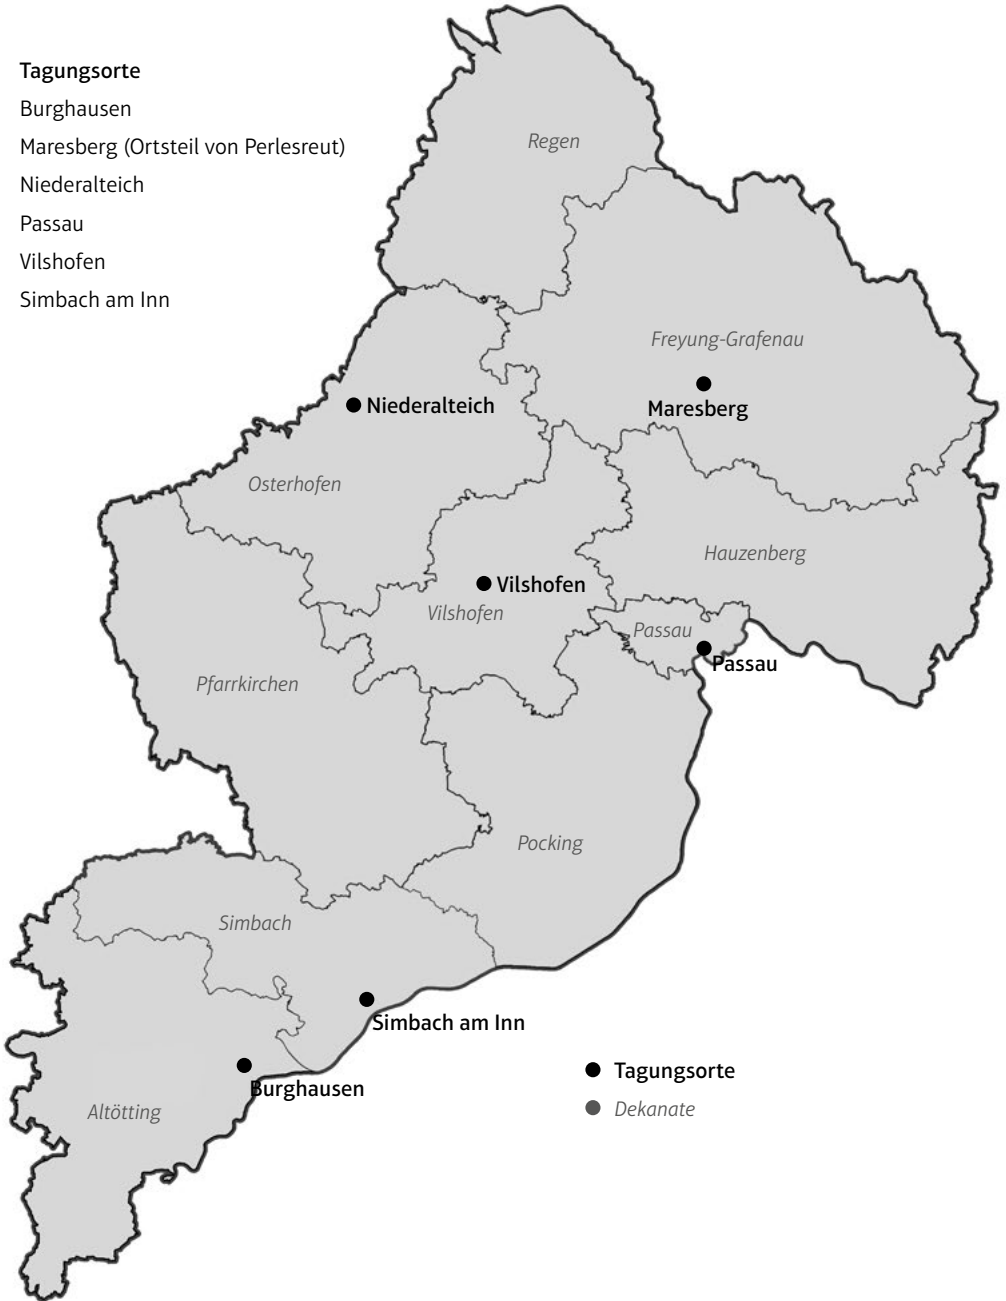 Tagungsorte
Burghausen
Maresberg (Ortsteil von Perlesreut)
Niederalteich
Passau
Vilshofen
Simbach am Inn
Regen
Freyung-Grafenau
Maresberg
Niederalteich
Osterhofen
Hauzenberg
Vilshofen
Vilshofen
Passau
Passau
Pfarrkirchen
Pocking
Simbach
Simbach am Inn
Burghausen
Altötting
Tagungsorte
Dekanate